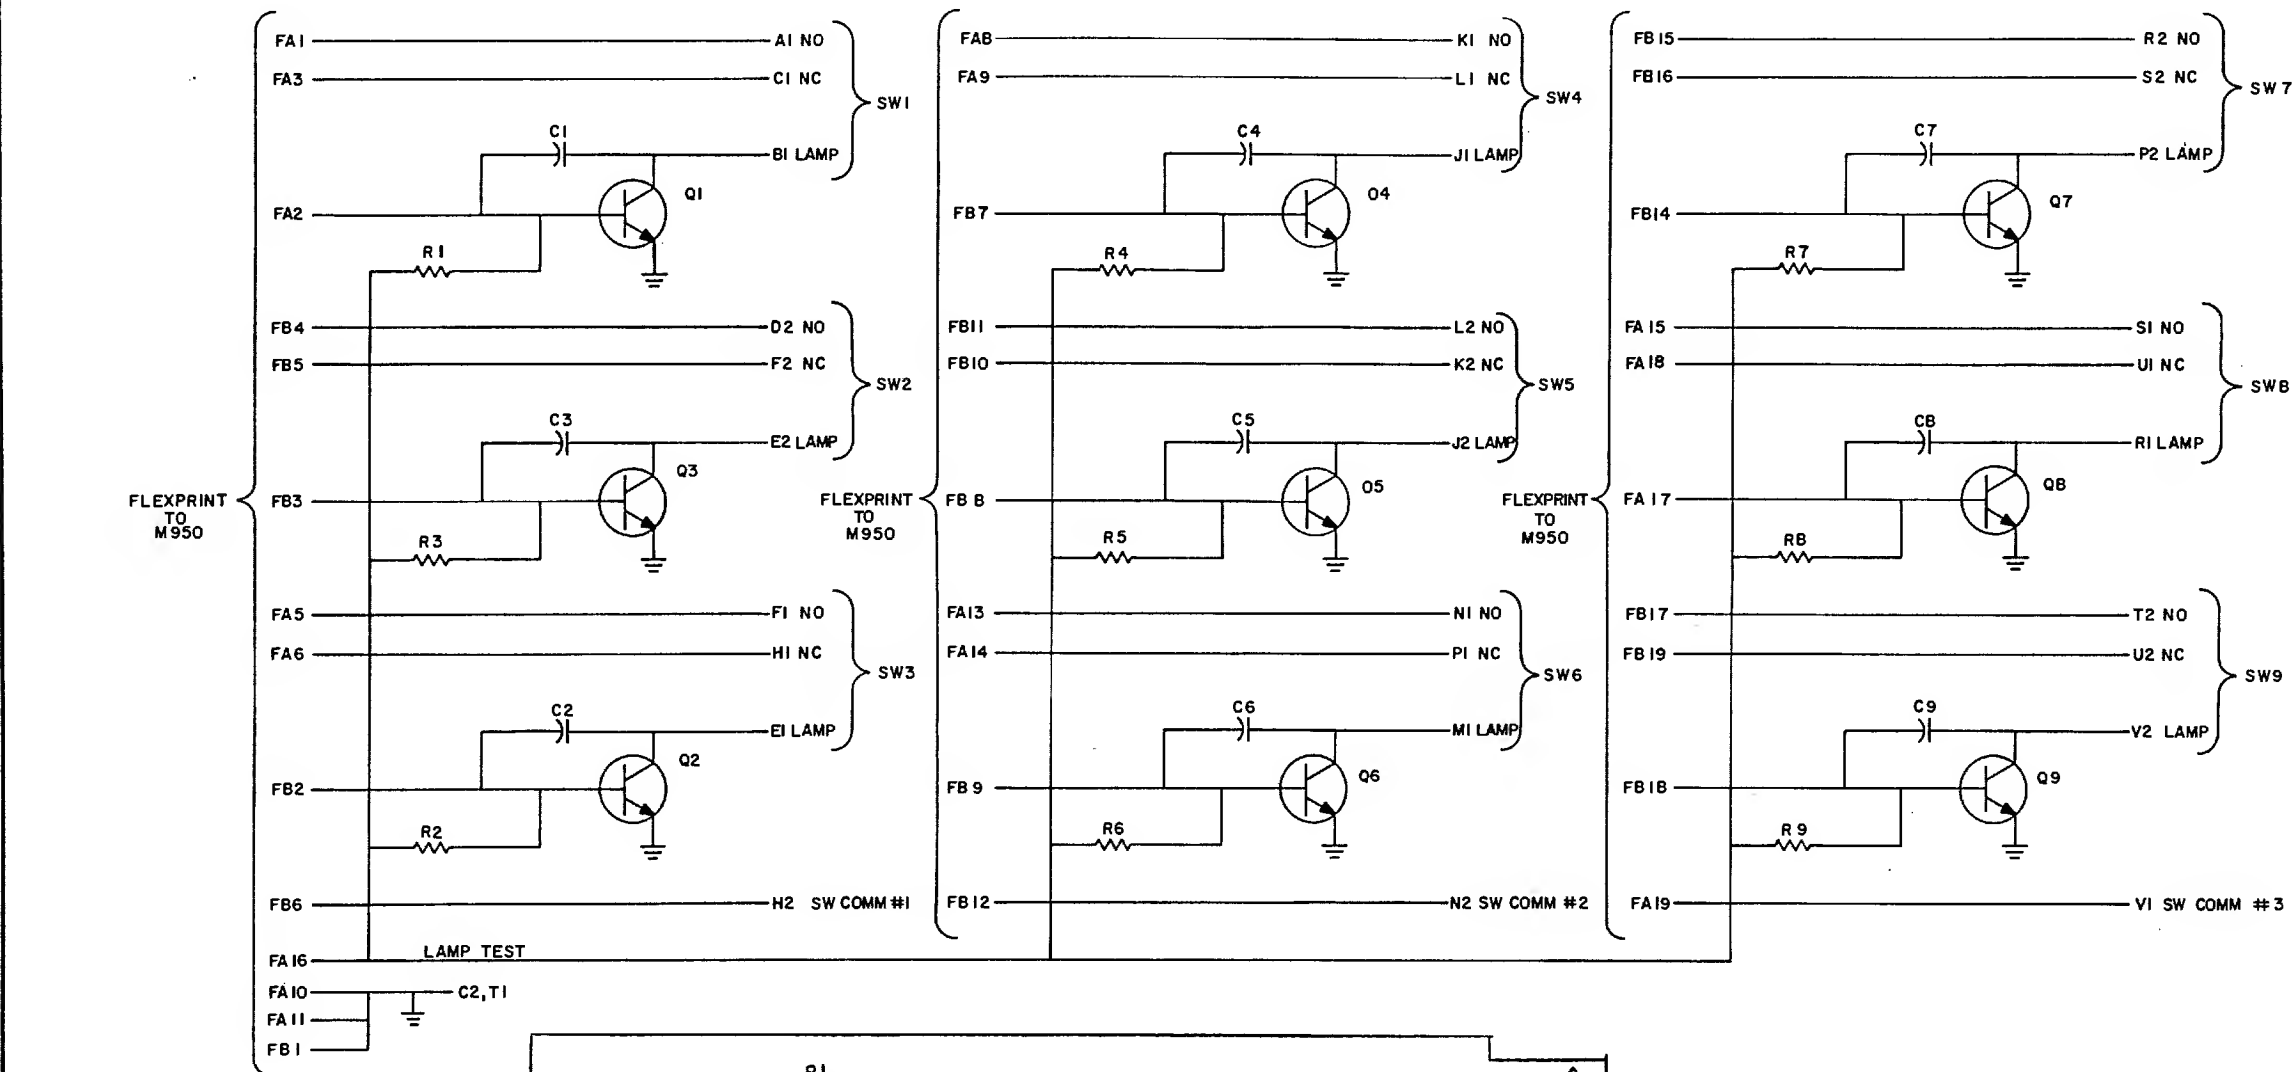 FA1 A1 NO
FA3 C1 NC
SW1
C1
B1 LAMP
Q1
FA2
R1
FB4 D2 NO
FB5 F2 NC
SW2
C3
E2 LAMP
Q3
FB3
R3
FLEXPRINT
TO
M950
FA5 F1 NO
FA6 H1 NC
SW3
C2
E1 LAMP
Q2
FB2
R2
FB6 H2 SW COMM #1
FA16 LAMP TEST
FA10 C2, T1
FA11
FB1
FA8 K1 NO
FA9 L1 NC
SW4
C4
J1 LAMP
O4
FB7
R4
FB11 L2 NO
FB10 K2 NC
SW5
C5
J2 LAMP
O5
FB8
R5
FLEXPRINT
TO
M950
FA13 N1 NO
FA14 P1 NC
SW6
C6
M1 LAMP
Q6
FB9
R6
FB12 N2 SW COMM #2
FB15 R2 NO
FB16 S2 NC
SW7
C7
P2 LAMP
Q7
FB14
R7
FA15 S1 NO
FA18 U1 NC
SW8
C8
R1 LAMP
Q8
FA17
R8
FLEXPRINT
TO
M950
FB17 T2 NO
FB19 U2 NC
SW9
C9
V2 LAMP
Q9
FB18
R9
FA19 V1 SW COMM #3